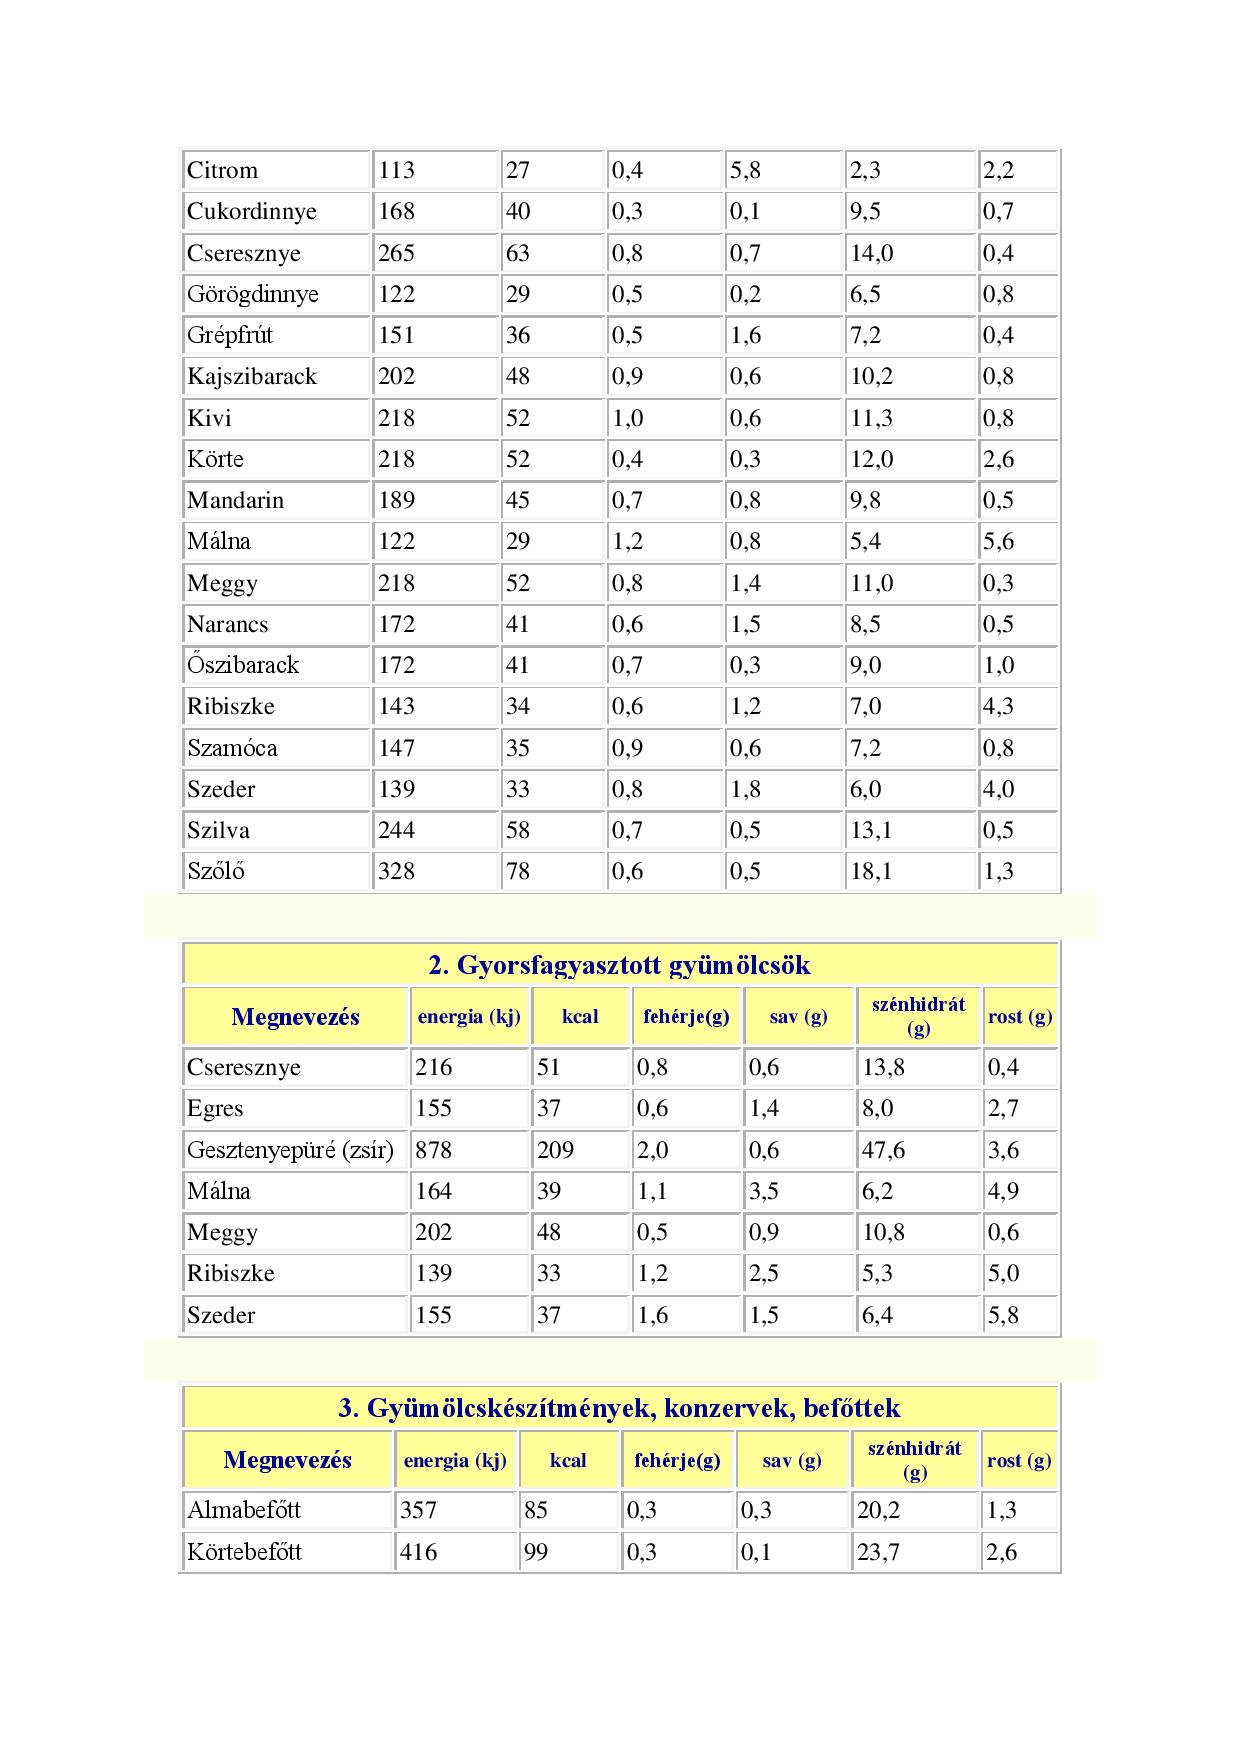 Citrom 113 27 0,4 5,8 2,3 2,2
Cukordinnye 168 40 0,3 0,1 9,5 0,7
Cseresznye 265 63 0,8 0,7 14,0 0,4
Görögdinnye 122 29 0,5 0,2 6,5 0,8
Grépfrút 151 36 0,5 1,6 7,2 0,4
Kajszibarack 202 48 0,9 0,6 10,2 0,8
Kivi 218 52 1,0 0,6 11,3 0,8
Körte 218 52 0,4 0,3 12,0 2,6
Mandarin 189 45 0,7 0,8 9,8 0,5
Málna 122 29 1,2 0,8 5,4 5,6
Meggy 218 52 0,8 1,4 11,0 0,3
Narancs 172 41 0,6 1,5 8,5 0,5
Őszibarack 172 41 0,7 0,3 9,0 1,0
Ribiszke 143 34 0,6 1,2 7,0 4,3
Szamóca 147 35 0,9 0,6 7,2 0,8
Szeder 139 33 0,8 1,8 6,0 4,0
Szilva 244 58 0,7 0,5 13,1 0,5
Szőlő 328 78 0,6 0,5 18,1 1,3
2. Gyorsfagyasztott gyümölcsök
Megnevezés energia (kj) kcal fehérje(g) sav (g) szénhidrát (g) rost (g)
Cseresznye 216 51 0,8 0,6 13,8 0,4
Egres 155 37 0,6 1,4 8,0 2,7
Gesztenyepüré (zsír) 878 209 2,0 0,6 47,6 3,6
Málna 164 39 1,1 3,5 6,2 4,9
Meggy 202 48 0,5 0,9 10,8 0,6
Ribiszke 139 33 1,2 2,5 5,3 5,0
Szeder 155 37 1,6 1,5 6,4 5,8
3. Gyümölcskészítmények, konzervek, befőttek
Megnevezés energia (kj) kcal fehérje(g) sav (g) szénhidrát (g) rost (g)
Almabefőtt 357 85 0,3 0,3 20,2 1,3
Körtebefőtt 416 99 0,3 0,1 23,7 2,6